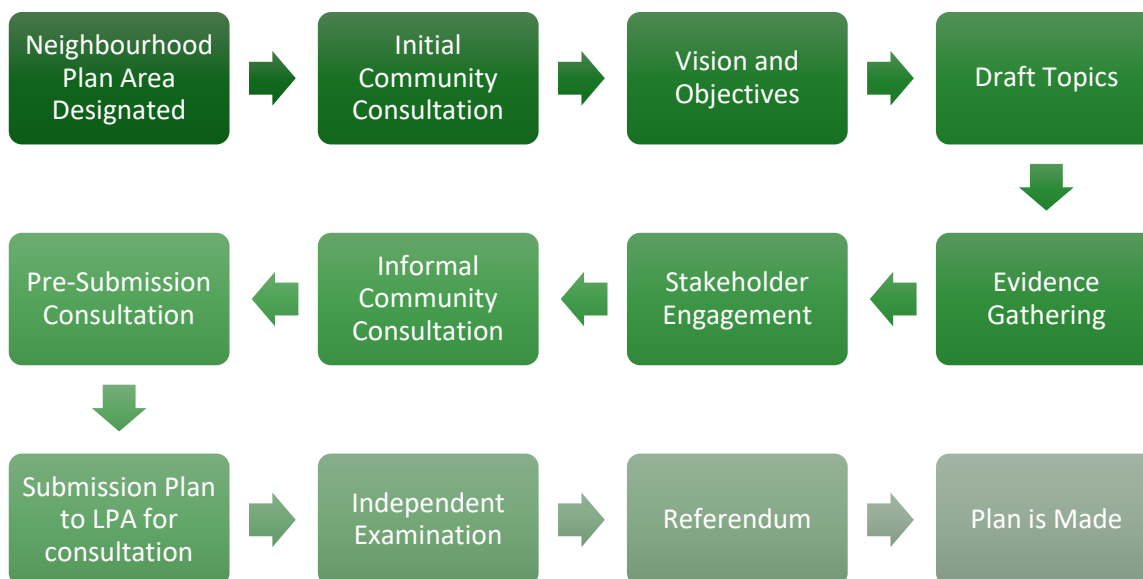 Neighbourhood
Plan Area
Designated
Initial
Community
Consultation
Vision and
Objectives
Draft Topics
Evidence
Gathering
Stakeholder
Engagement
Informal
Community
Consultation
Pre-Submission
Consultation
Submission Plan
to LPA for
consultation
Independent
Examination
Referendum
Plan is Made